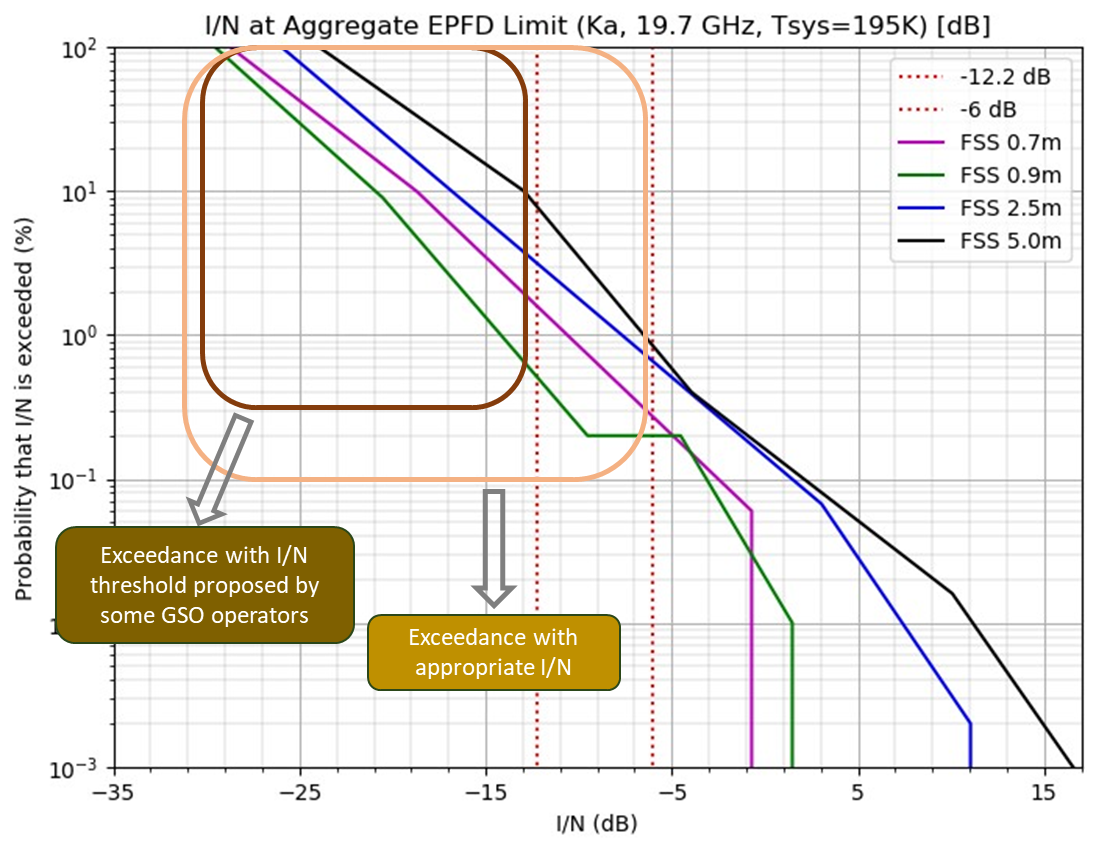 I/N at Aggregate EPFD Limit (Ka, 19.7 GHz, Tsys=195K) [dB]
Probability that I/N is exceeded (%)
10²
10¹
10⁰
10⁻¹
1
10⁻³
-12.2 dB
-6 dB
FSS 0.7m
FSS 0.9m
FSS 2.5m
FSS 5.0m
Exceedance with I/N
threshold proposed by
some GSO operators
Exceedance with
appropriate I/N
−35
−25
−15
−5
5
15
I/N (dB)